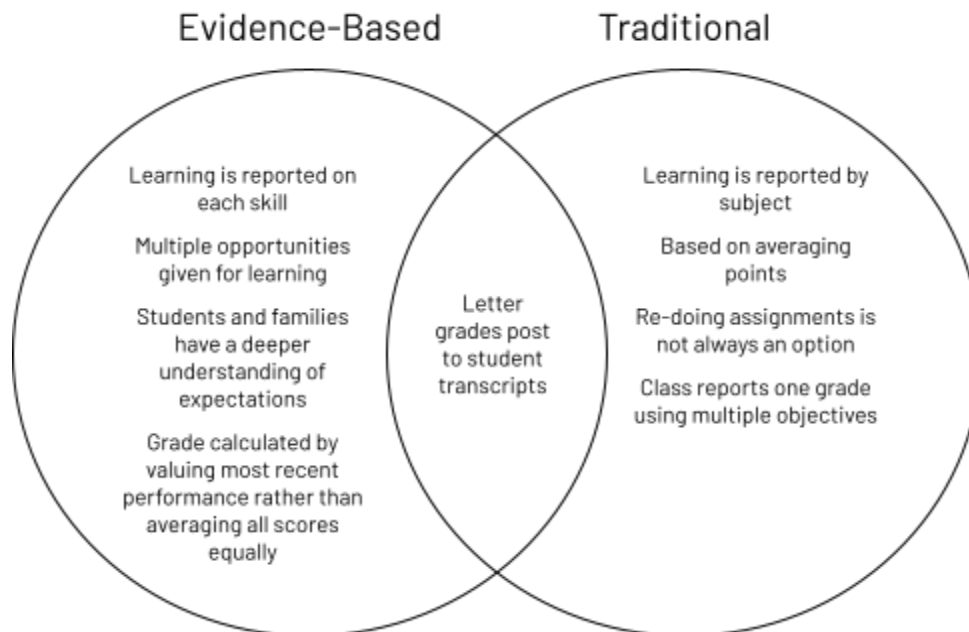 Evidence-Based
Traditional
Learning is reported on
each skill
Multiple opportunities
given for learning
Students and families
have a deeper
understanding of
expectations
Grade calculated by
valuing most recent
performance rather than
averaging all scores
equally
Letter
grades post
to student
transcripts
Learning is reported by
subject
Based on averaging
points
Re-doing assignments is
not always an option
Class reports one grade
using multiple objectives